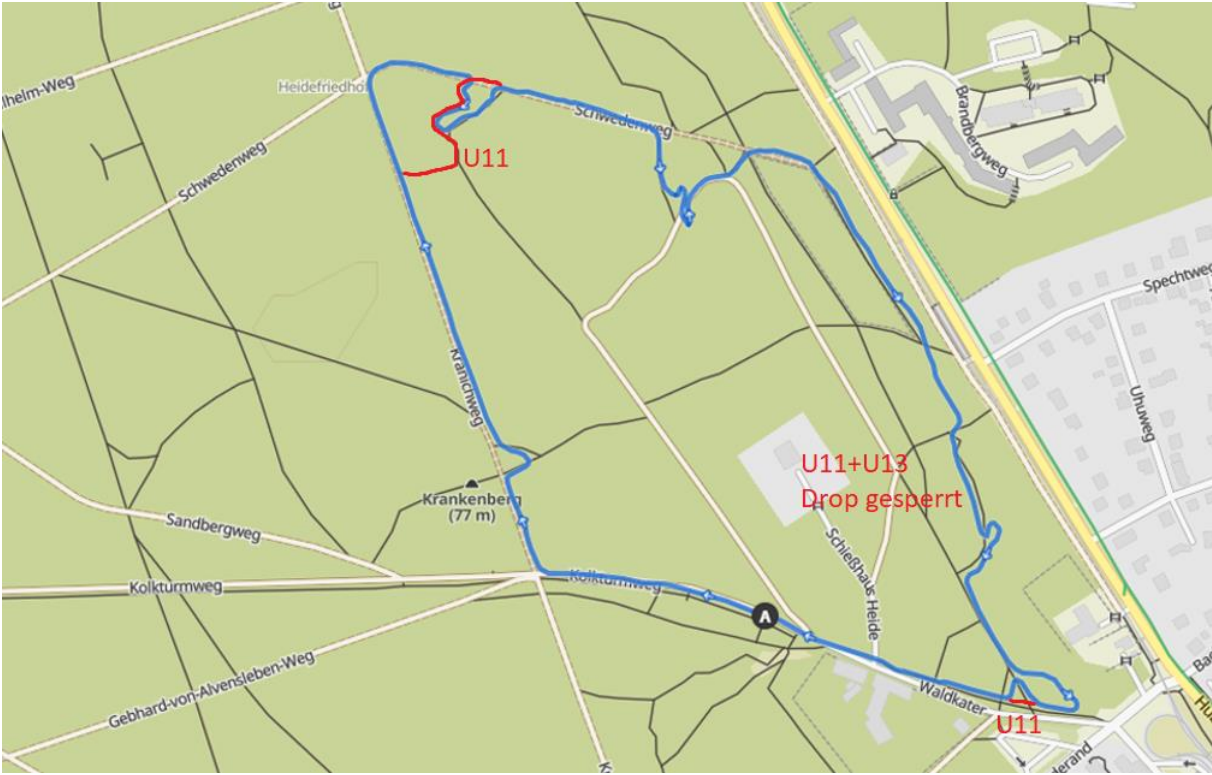 lhelm-Weg
Heidefriedhof
Schwedenweg
Schwedenweg
U11
Brandbergweg
Spechtweg
Uhuweg
Kranichweg
Krankenberg
(77 m)
U11+U13
Drop gesperrt
Sandbergweg
Kolkturmweg
Kolkturmweg
Schießhaus Heide
A
Gebhard-von-Alvensleben-Weg
Waldkater
U11